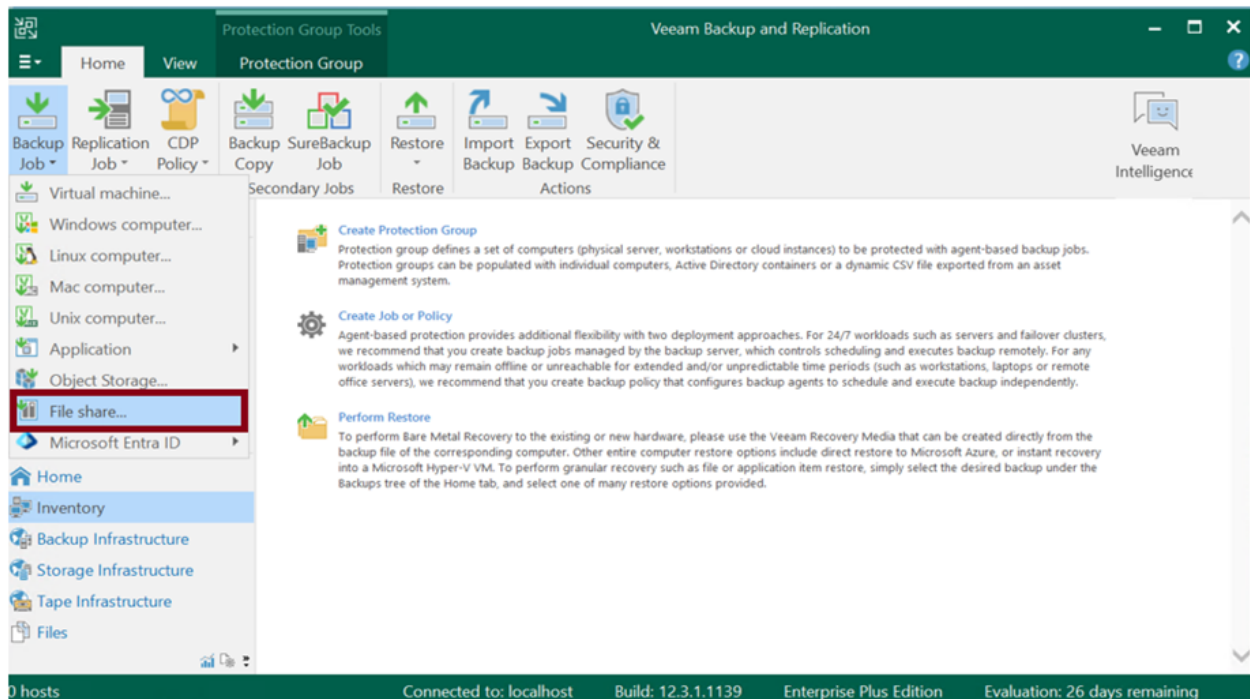 Protection Group Tools
Veeam Backup and Replication
Home
View
Protection Group
?
Backup
Job
Replication
Job
CDP
Policy
Backup
Copy
SureBackup
Job
Restore
Import
Backup
Export
Backup
Security &
Compliance
Veeam
Intelligence
Secondary Jobs
Restore
Actions
Virtual machine...
Windows computer...
Linux computer...
Mac computer...
Unix computer...
Application
Object Storage...
File share...
Microsoft Entra ID
Home
Inventory
Backup Infrastructure
Storage Infrastructure
Tape Infrastructure
Files
Create Protection Group
Protection group defines a set of computers (physical server, workstations or cloud instances) to be protected with agent-based backup jobs.
Protection groups can be populated with individual computers, Active Directory containers or a dynamic CSV file exported from an asset
management system.
Create Job or Policy
Agent-based protection provides additional flexibility with two deployment approaches. For 24/7 workloads such as servers and failover clusters,
we recommend that you create backup jobs managed by the backup server, which controls scheduling and executes backup remotely. For any
workloads which may remain offline or unreachable for extended and/or unpredictable time periods (such as workstations, laptops or remote
office servers), we recommend that you create backup policy that configures backup agents to schedule and execute backup independently.
Perform Restore
To perform Bare Metal Recovery to the existing or new hardware, please use the Veeam Recovery Media that can be created directly from the
backup file of the corresponding computer. Other entire computer restore options include direct restore to Microsoft Azure, or instant recovery
into a Microsoft Hyper-V VM. To perform granular recovery such as file or application item restore, simply select the desired backup under the
Backups tree of the Home tab, and select one of many restore options provided.
0 hosts
Connected to: localhost
Build: 12.3.1.1139
Enterprise Plus Edition
Evaluation: 26 days remaining